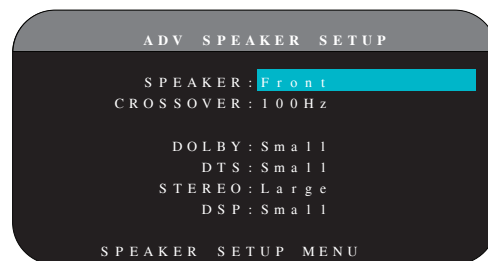 ADV SPEAKER SETUP
SPEAKER: Front
CROSSOVER: 100Hz
DOLBY: Small
DTS: Small
STEREO: Large
DSP: Small
SPEAKER SETUP MENU